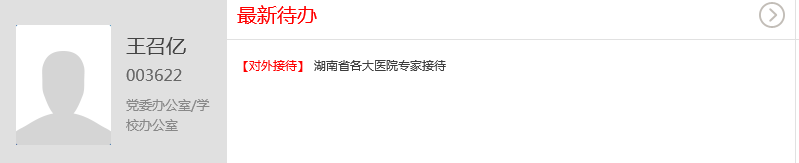 王召亿
003622
党委办公室/学
校办公室
最新待办
【对外接待】 湖南省各大医院专家接待